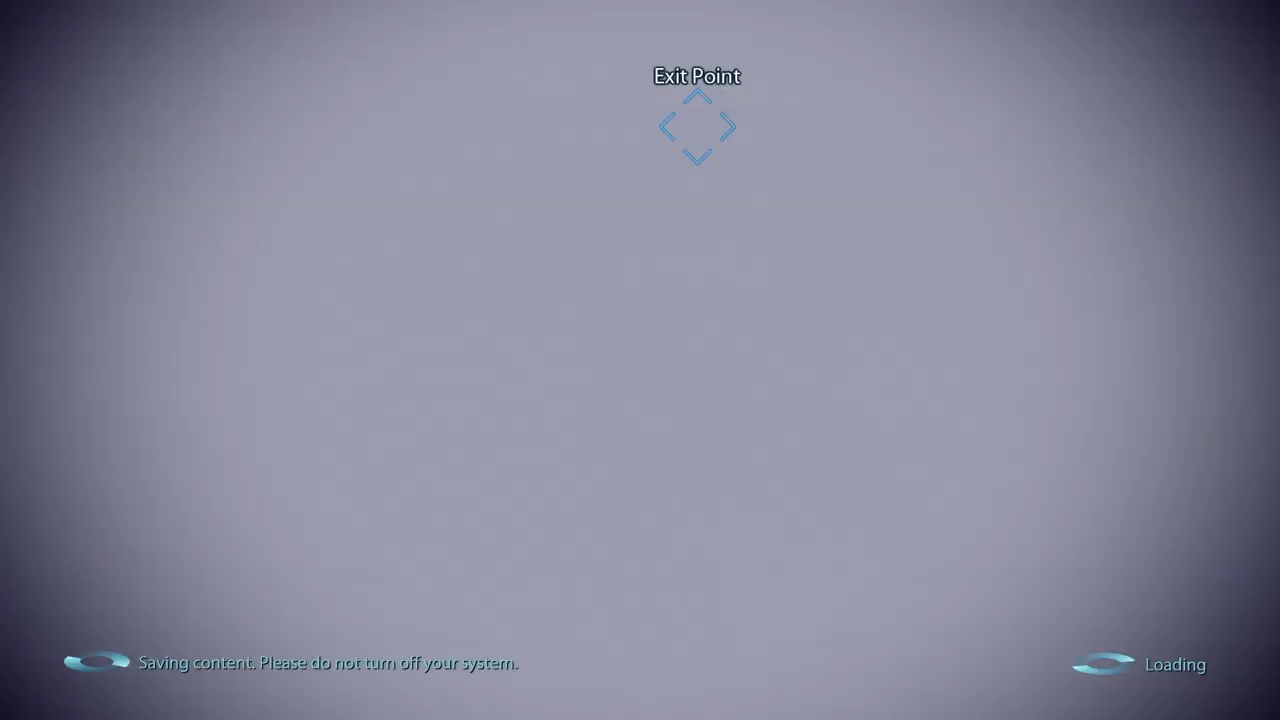 Exit Point
Saving content. Please do not turn off your system.
Loading